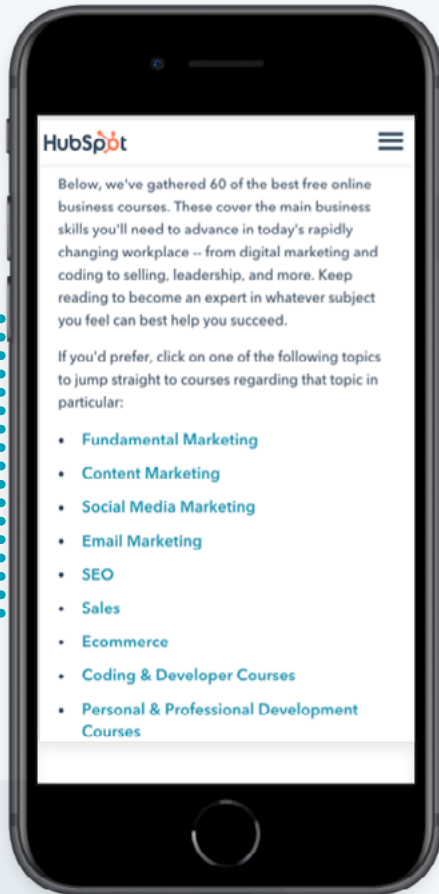 HubSpot
Below, we've gathered 60 of the best free online
business courses. These cover the main business
skills you'll need to advance in today's rapidly
changing workplace -- from digital marketing and
coding to selling, leadership, and more. Keep
reading to become an expert in whatever subject
you feel can best help you succeed.
If you'd prefer, click on one of the following topics
to jump straight to courses regarding that topic in
particular:
• Fundamental Marketing
• Content Marketing
• Social Media Marketing
• Email Marketing
• SEO
• Sales
• Ecommerce
• Coding & Developer Courses
• Personal & Professional Development
Courses